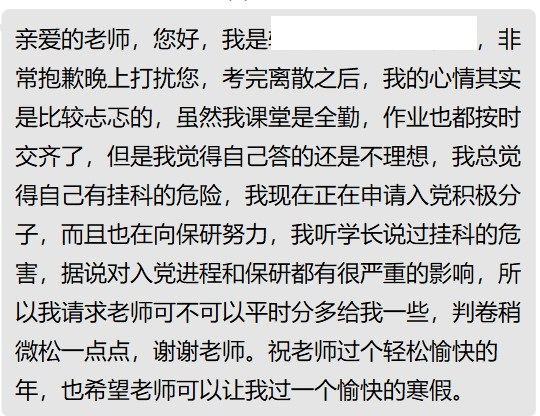 亲爱的老师，您好，我是 ，非
常抱歉晚上打扰您，考完离散之后，我的心情其实
是比较忐忑的，虽然我课堂是全勤，作业也都按时
交齐了，但是我觉得自己答的还是不理想，我总觉
得自己有挂科的危险，我现在正在申请入党积极分
子，而且也在向保研努力，我听学长说过挂科的危
害，据说对入党进程和保研都有很严重的影响，所
以我请求老师可不可以平时分多给我一些，判卷稍
微松一点点，谢谢老师。祝老师过个轻松愉快的
年，也希望老师可以让我过一个愉快的寒假。